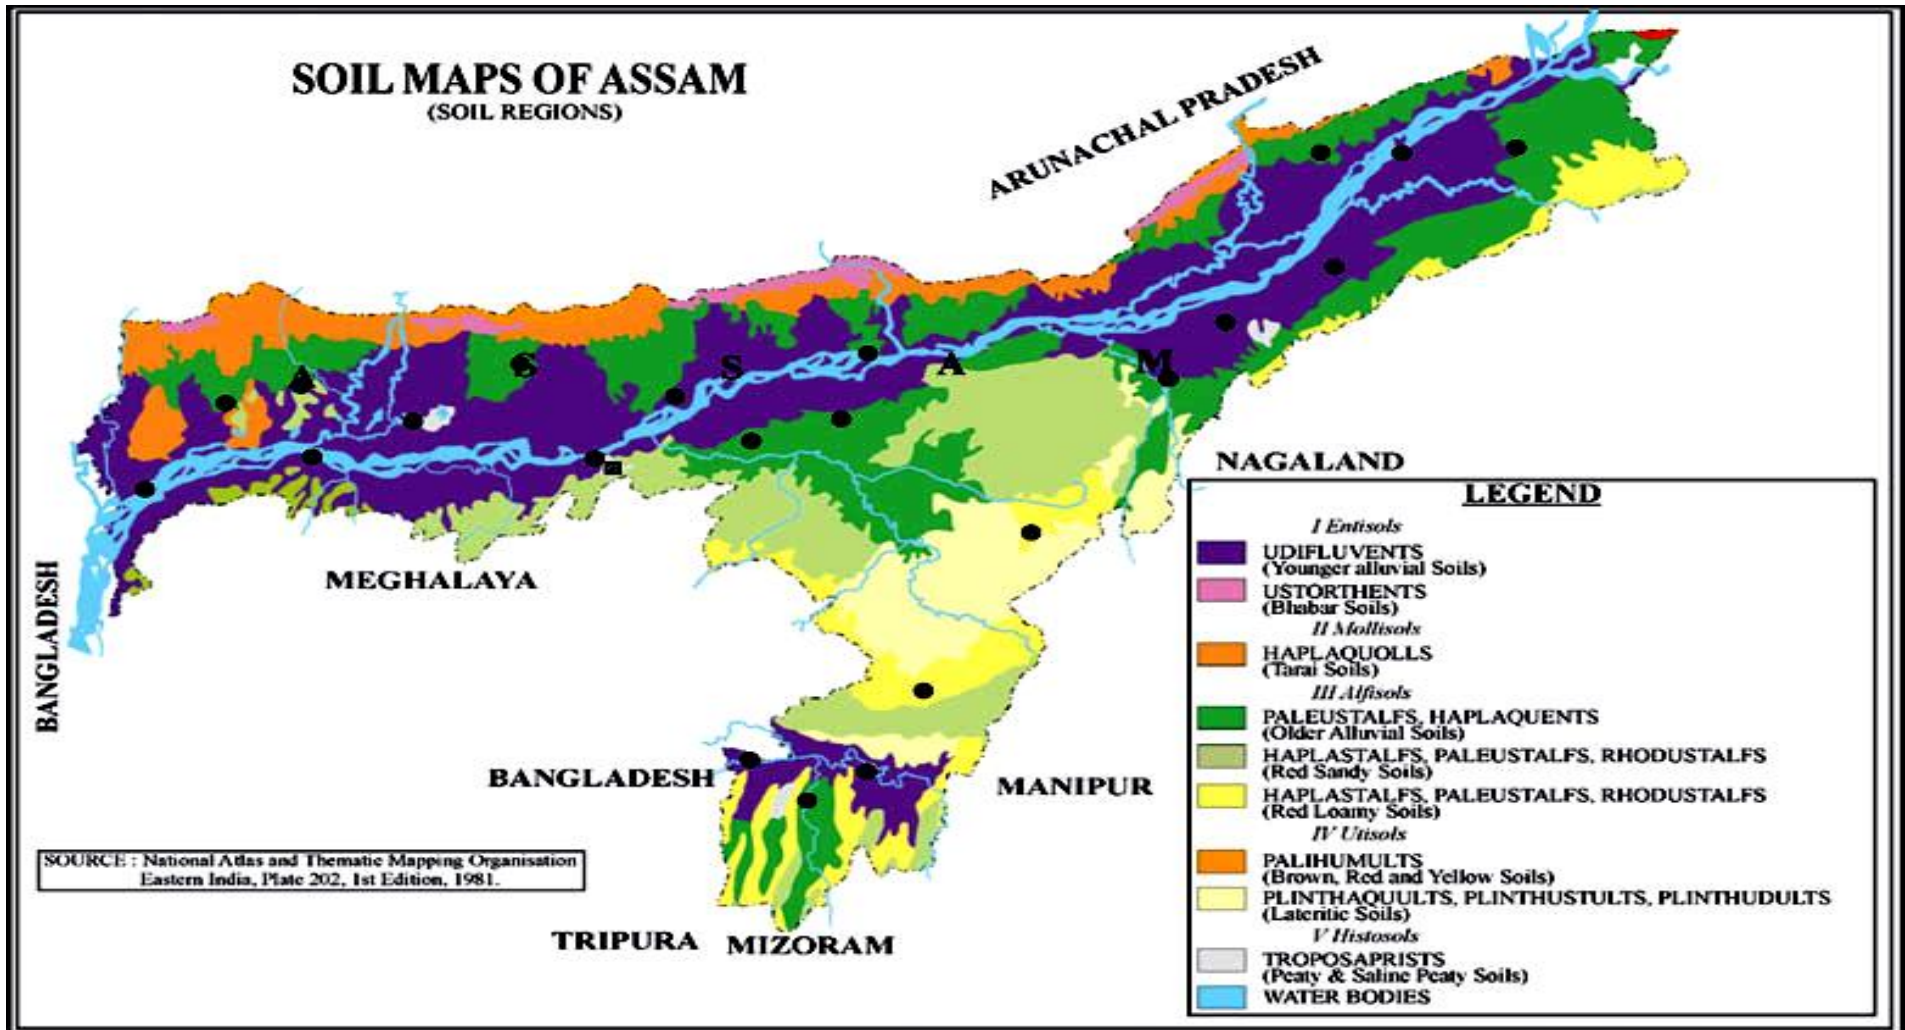 SOIL MAPS OF ASSAM
(SOIL REGIONS)
ARUNACHAL PRADESH
A S S A M
NAGALAND
MEGHALAYA
BANGLADESH
BANGLADESH
MANIPUR
TRIPURA
MIZORAM
SOURCE : National Atlas and Thematic Mapping Organisation
Eastern India, Plate 202, 1st Edition, 1981.
LEGEND
I Entisols
UDIFLUVENTS
(Younger alluvial Soils)
USTORTHENTS
(Bhabar Soils)
II Mollisols
HAPLAQUOLLS
(Tarai Soils)
III Alfisols
PALEUSTALFS, HAPLAQUENTS
(Older Alluvial Soils)
HAPLASTALFS, PALEUSTALFS, RHODUSTALFS
(Red Sandy Soils)
HAPLASTALFS, PALEUSTALFS, RHODUSTALFS
(Red Loamy Soils)
IV Utisols
PALIHUMULTS
(Brown, Red and Yellow Soils)
PLINTHAQUULTS, PLINTHUSTULTS, PLINTHUDULTS
(Lateritic Soils)
V Histosols
TROPOSAPRISTS
(Peaty & Saline Peaty Soils)
WATER BODIES